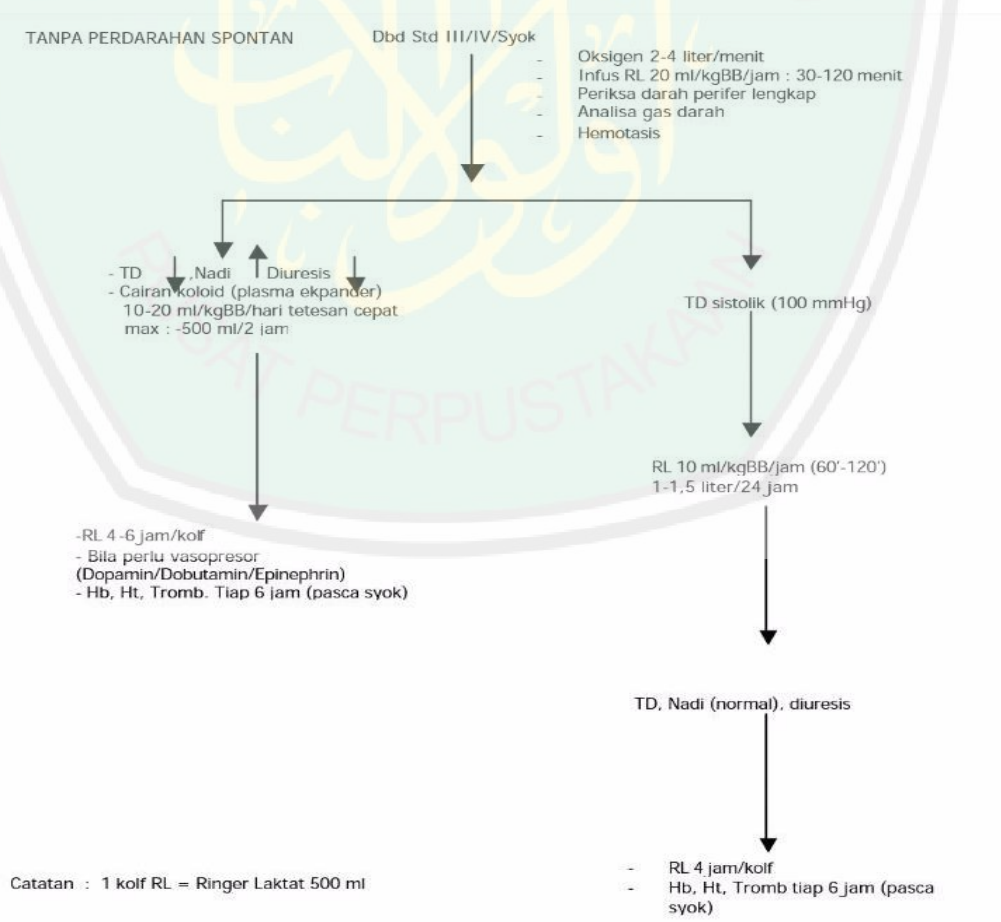 TANPA PERDARAHAN SPONTAN
Dbd Std III/IV/Syok
- Oksigen 2-4 liter/menit
- Infus RL 20 ml/kgBB/jam : 30-120 menit
- Periksa darah perifer lengkap
- Analisa gas darah
- Hemotasis
- TD ,Nadi Diuresis
- Cairan koloid (plasma ekpander)
10-20 ml/kgBB/hari tetesan cepat
max : -500 ml/2 jam
TD sistolik (100 mmHg)
RL 10 ml/kgBB/jam (60'-120')
1-1,5 liter/24 jam
-RL 4-6 jam/kolf
- Bila perlu vasopresor
(Dopamin/Dobutamin/Epinephrin)
- Hb, Ht, Tromb. Tiap 6 jam (pasca syok)
TD, Nadi (normal), diuresis
- RL 4 jam/kolf
- Hb, Ht, Tromb tiap 6 jam (pasca
syok)
Catatan : 1 kolf RL = Ringer Laktat 500 ml
PUSAT PERPUSTAKAAN